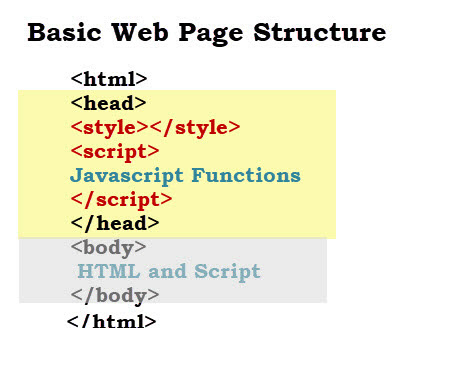 Basic Web Page Structure
<html>
<head>
<style></style>
<script>
Javascript Functions
</script>
</head>
<body>
HTML and Script
</body>
</html>